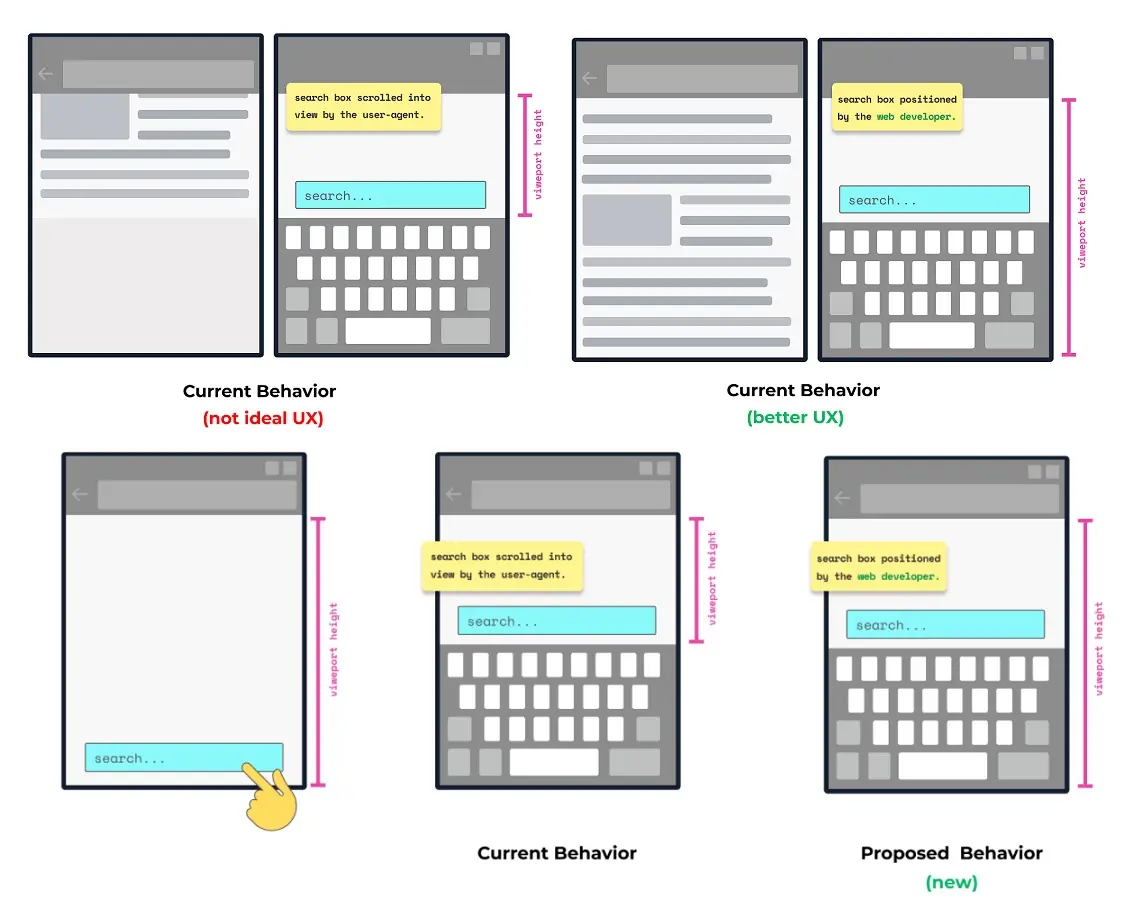 search box scrolled into
view by the user-agent.
search...
viweport height
Current Behavior
(not ideal UX)
search box positioned
by the web developer.
search...
viweport height
Current Behavior
(better UX)
search...
viweport height
search box scrolled into
view by the user-agent.
search...
viweport height
Current Behavior
search box positioned
by the web developer.
search...
viweport height
Proposed Behavior
(new)